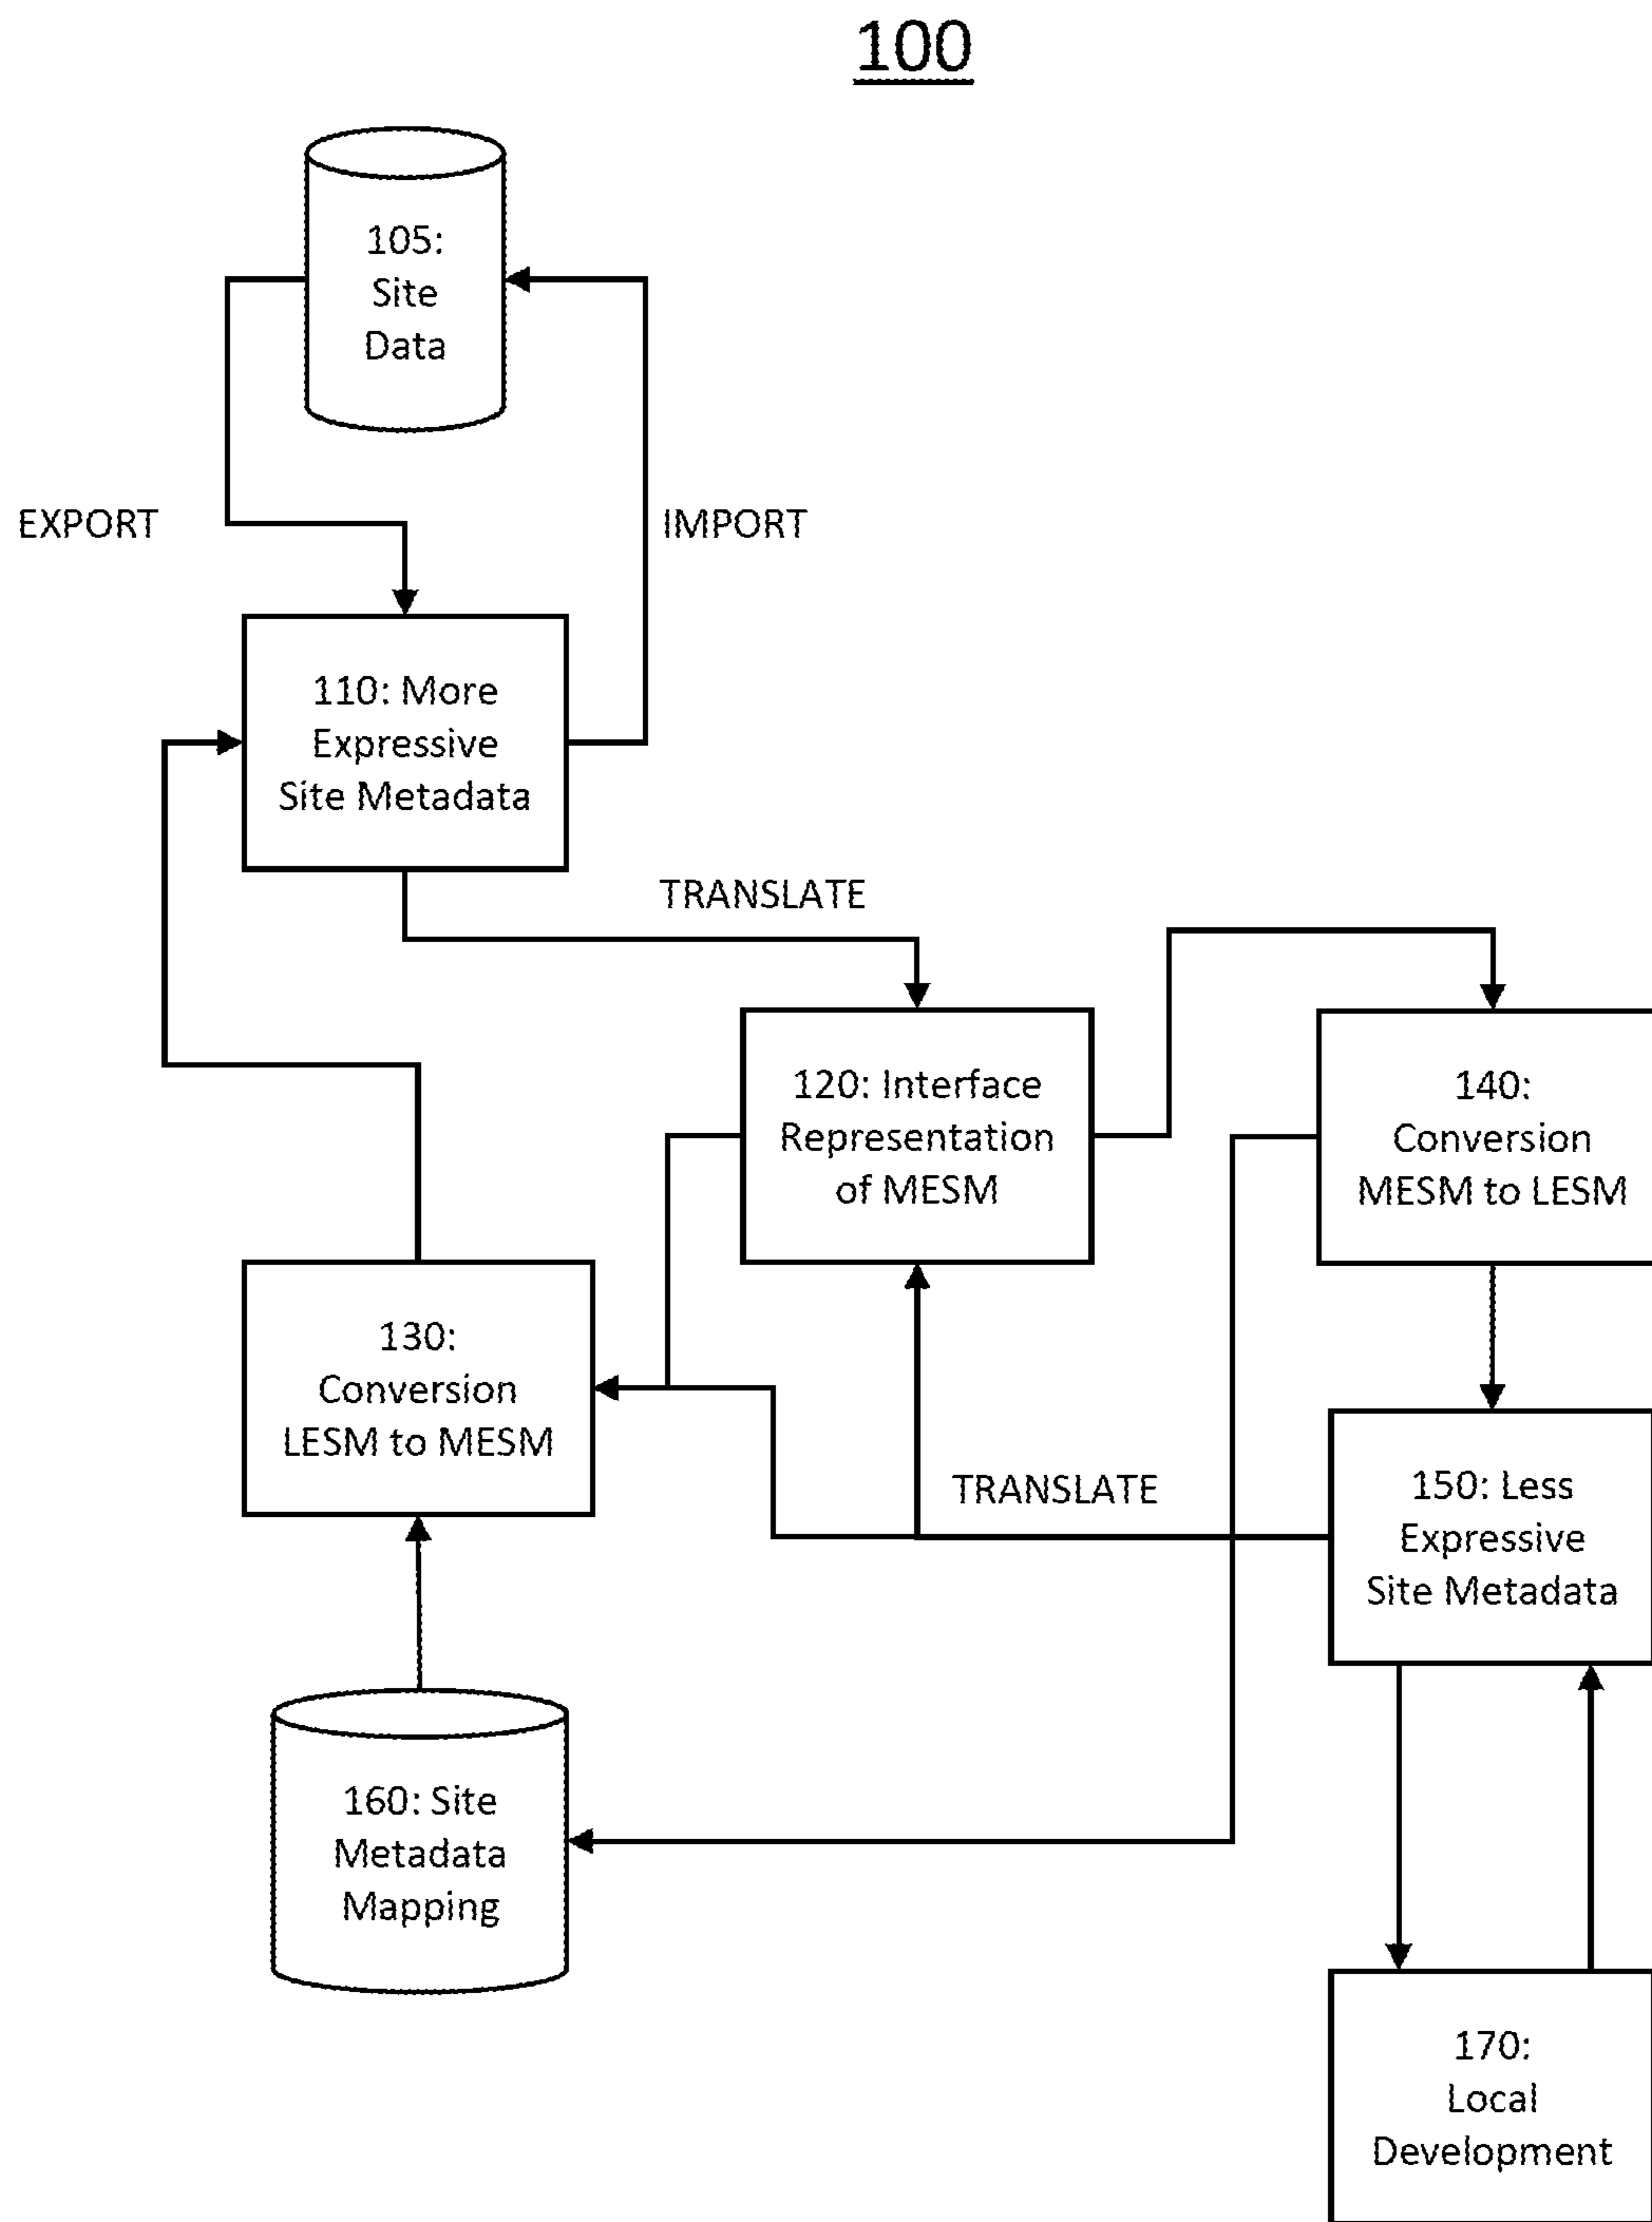 100
105:
Site
Data
EXPORT
IMPORT
110: More
Expressive
Site Metadata
TRANSLATE
120: Interface
Representation
of MESM
140:
Conversion
MESM to LESM
130:
Conversion
LESM to MESM
TRANSLATE
150: Less
Expressive
Site Metadata
160: Site
Metadata
Mapping
170:
Local
Development